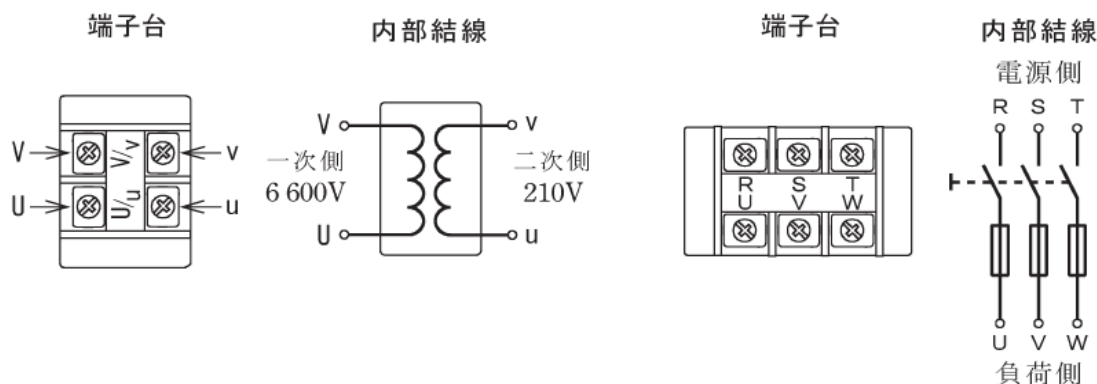 端子台
内部結線
V
V/v
v
U
U/u
u
V
v
一次側
6 600V
二次側
210V
U
u
端子台
R S T
U V W
内部結線
電源側
R S T
U V W
負荷側